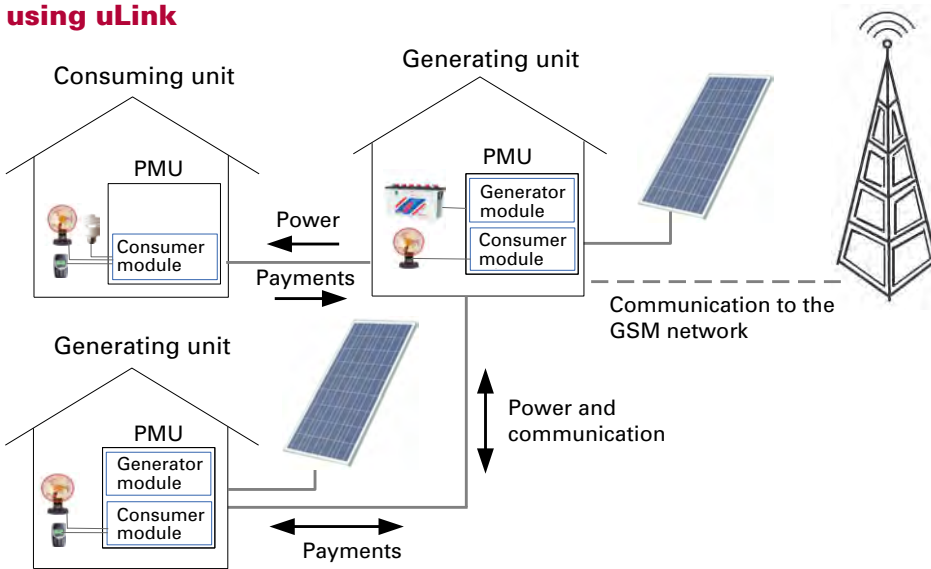 using uLink
Consuming unit
PMU
Consumer
module
Power
Payments
Generating unit
PMU
Generator
module
Consumer
module
Communication to the
GSM network
Generating unit
PMU
Generator
module
Consumer
module
Power and
communication
Payments